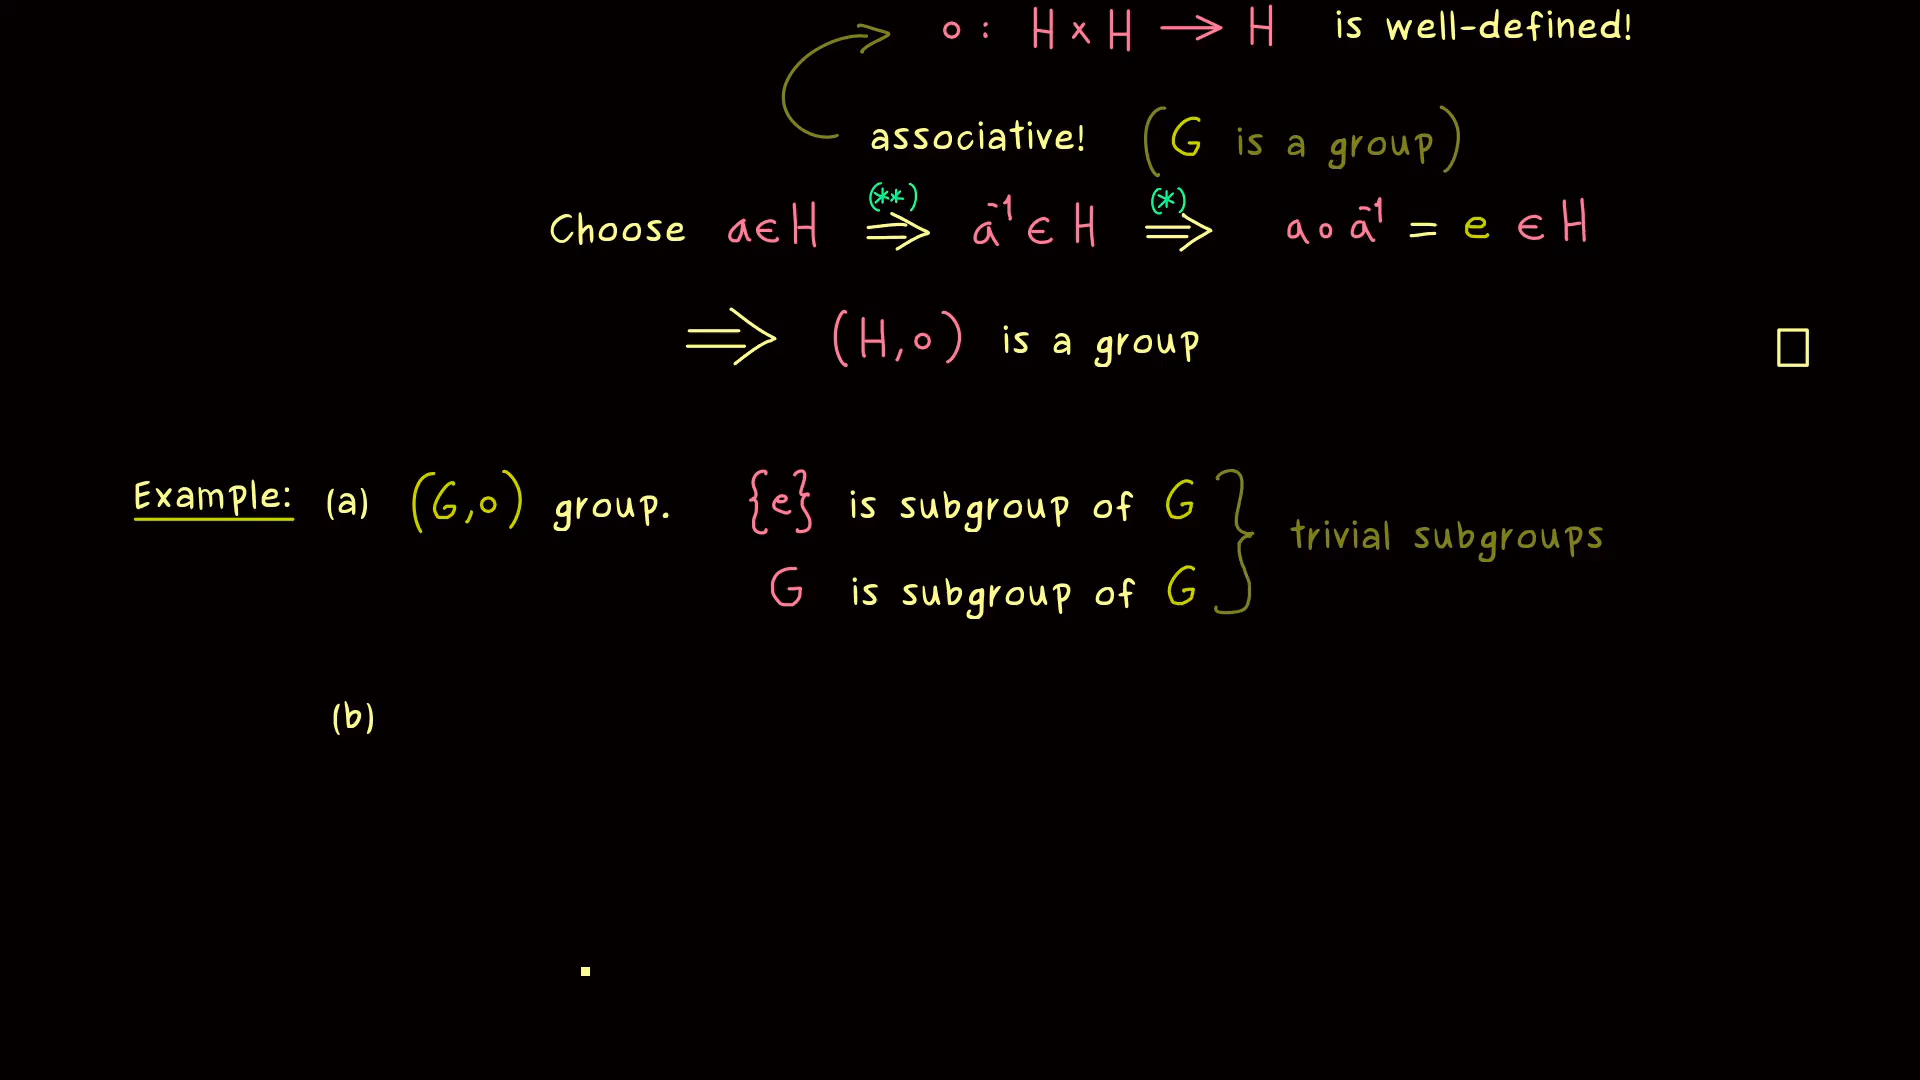 ∘ : H × H ⟶ H is well-defined!
associative! (G is a group)
Choose a ∈ H ⟹(**) a⁻¹ ∈ H ⟹(*) a ∘ a⁻¹ = e ∈ H
⟹ (H, ∘) is a group □
Example: (a) (G, ∘) group. {e} is subgroup of G
G is subgroup of G } trivial subgroups
(b)